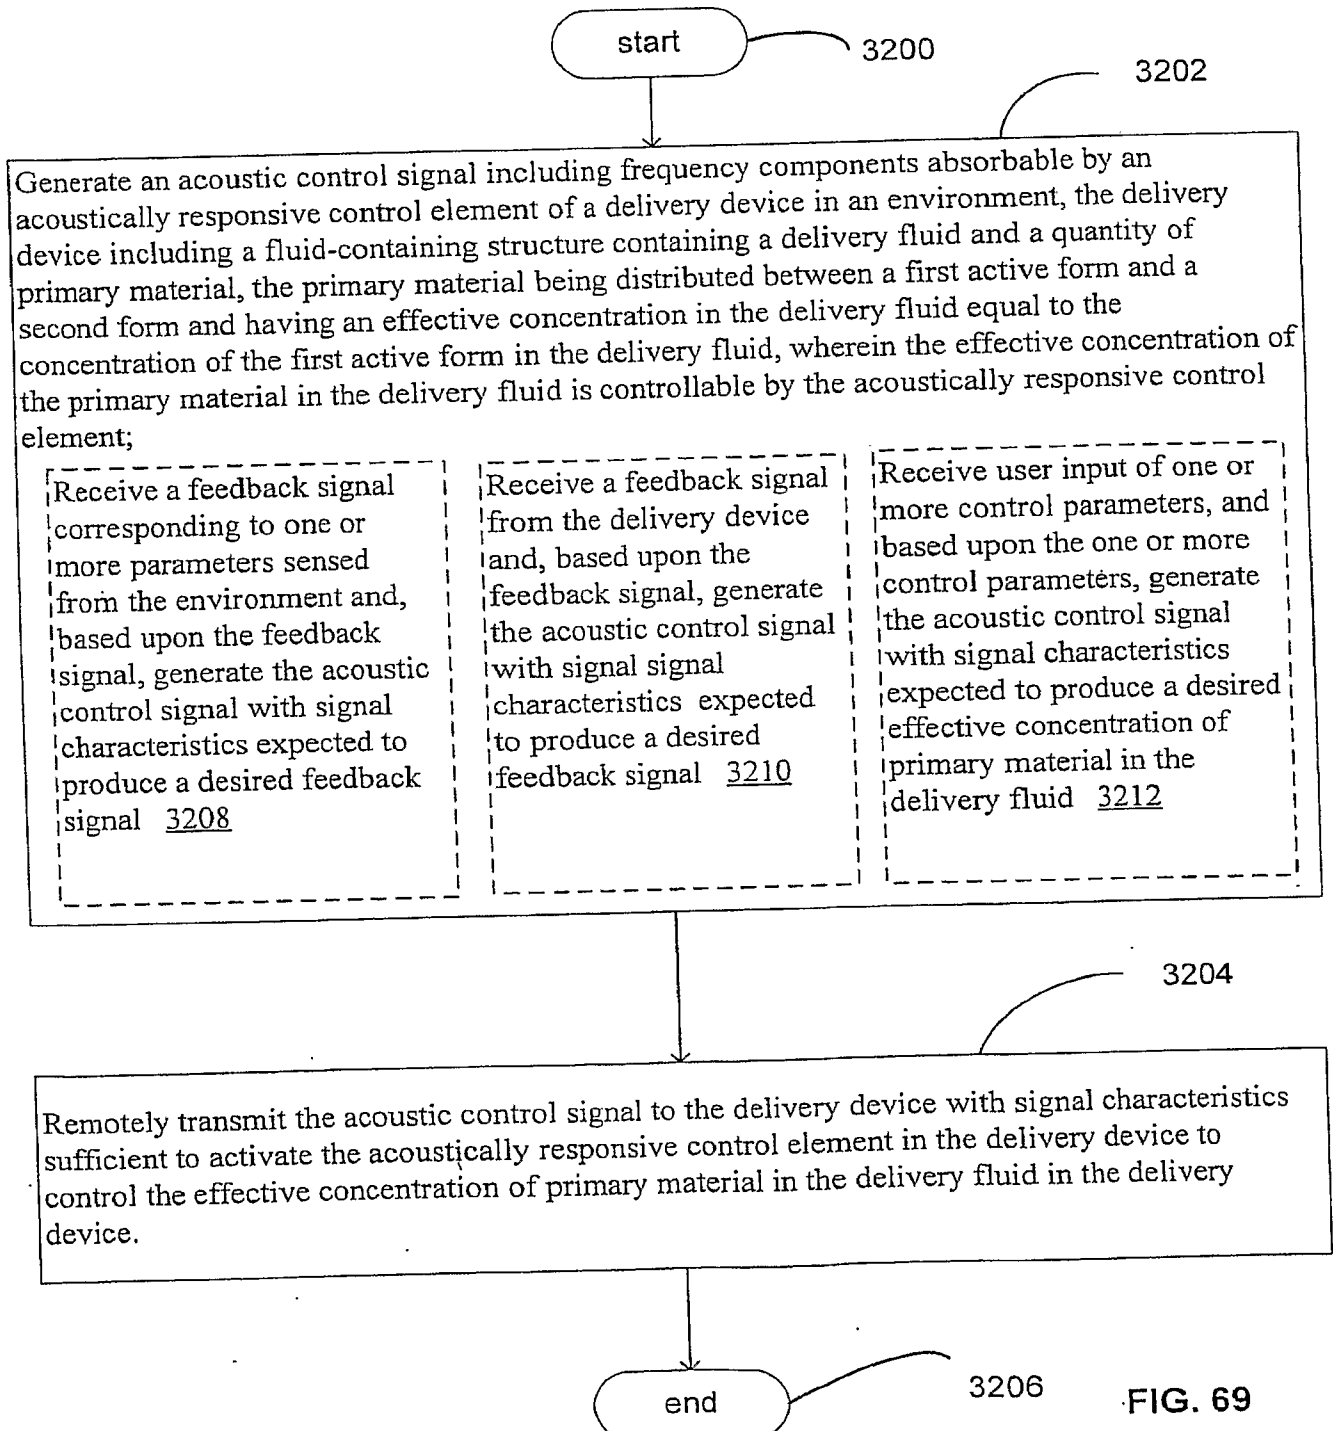 start
3200
3202
Generate an acoustic control signal including frequency components absorbable by an
acoustically responsive control element of a delivery device in an environment, the delivery
device including a fluid-containing structure containing a delivery fluid and a quantity of
primary material, the primary material being distributed between a first active form and a
second form and having an effective concentration in the delivery fluid equal to the
concentration of the first active form in the delivery fluid, wherein the effective concentration of
the primary material in the delivery fluid is controllable by the acoustically responsive control
element;
Receive a feedback signal
corresponding to one or
more parameters sensed
from the environment and,
based upon the feedback
signal, generate the acoustic
control signal with signal
characteristics expected to
produce a desired feedback
signal 3208
Receive a feedback signal
from the delivery device
and, based upon the
feedback signal, generate
the acoustic control signal
with signal signal
characteristics expected
to produce a desired
feedback signal 3210
Receive user input of one or
more control parameters, and
based upon the one or more
control parameters, generate
the acoustic control signal
with signal characteristics
expected to produce a desired
effective concentration of
primary material in the
delivery fluid 3212
3204
Remotely transmit the acoustic control signal to the delivery device with signal characteristics
sufficient to activate the acoustically responsive control element in the delivery device to
control the effective concentration of primary material in the delivery fluid in the delivery
device.
end
3206
FIG. 69